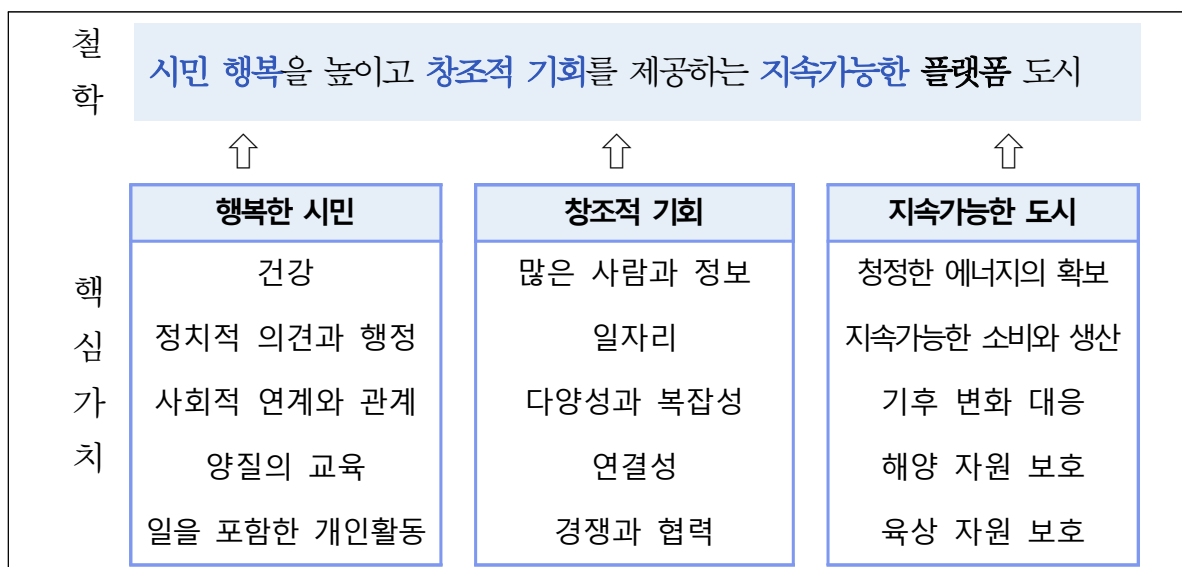 철학
시민 행복을 높이고 창조적 기회를 제공하는 지속가능한 플랫폼 도시
핵심가치
행복한 시민
건강
정치적 의견과 행정
사회적 연계와 관계
양질의 교육
일을 포함한 개인활동
창조적 기회
많은 사람과 정보
일자리
다양성과 복잡성
연결성
경쟁과 협력
지속가능한 도시
청정한 에너지의 확보
지속가능한 소비와 생산
기후 변화 대응
해양 자원 보호
육상 자원 보호